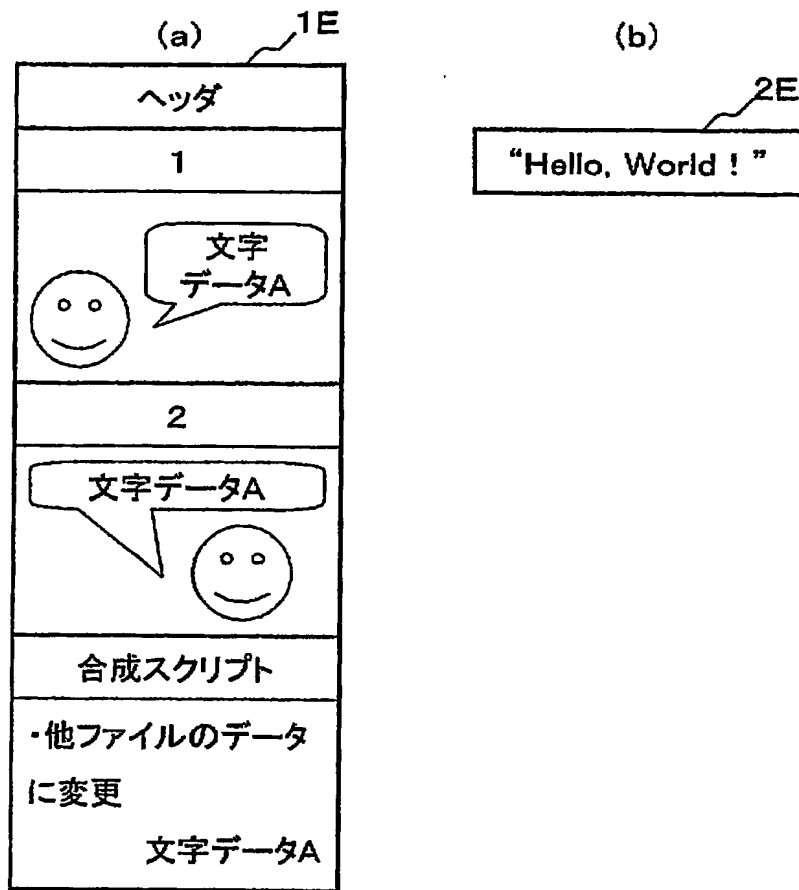 (a)
1E
ヘッダ
1
文字
データA
2
文字データA
合成スクリプト
・他ファイルのデータ
に変更
文字データA
(b)
2E
“Hello, World！”